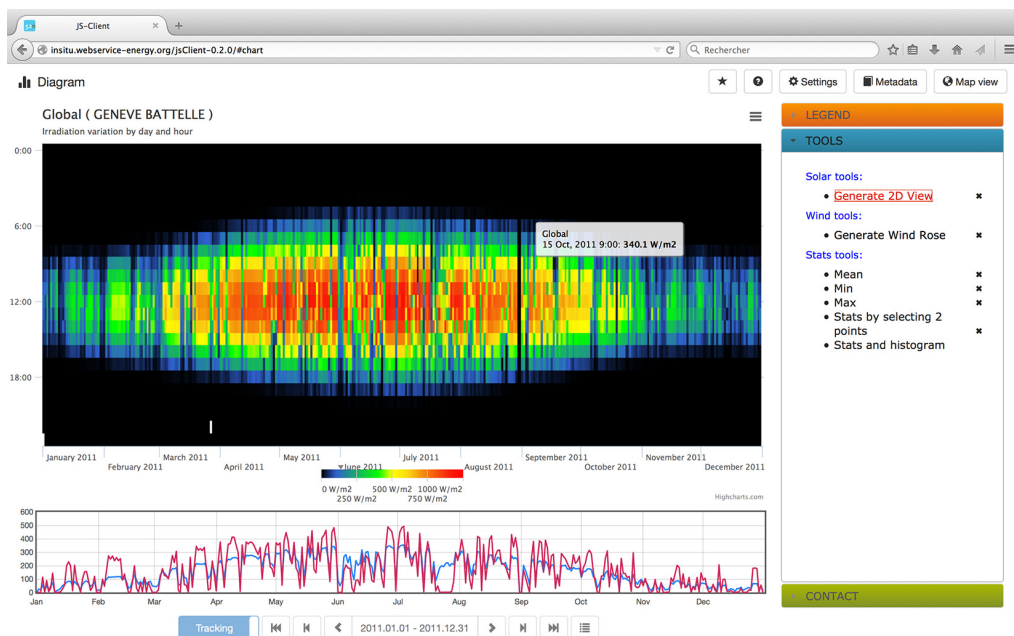 JS-Client
insitu.webservice-energy.org/jsClient-0.2.0/#chart
Rechercher
Diagram
Settings
Metadata
Map view
Global ( GENEVE BATTELLE )
Irradiation variation by day and hour
0:00
6:00
12:00
18:00
Global
15 Oct, 2011 9:00: 340.1 W/m2
January 2011
February 2011
March 2011
April 2011
May 2011
June 2011
July 2011
August 2011
September 2011
October 2011
November 2011
December 2011
0 W/m2
250 W/m2
500 W/m2
750 W/m2
1000 W/m2
Highcharts.com
600
500
400
300
200
100
0
Jan
Feb
Mar
Apr
May
Jun
Jul
Aug
Sep
Oct
Nov
Dec
Tracking
2011.01.01 - 2011.12.31
LEGEND
TOOLS
Solar tools:
Generate 2D View
Wind tools:
Generate Wind Rose
Stats tools:
Mean
Min
Max
Stats by selecting 2
points
Stats and histogram
CONTACT